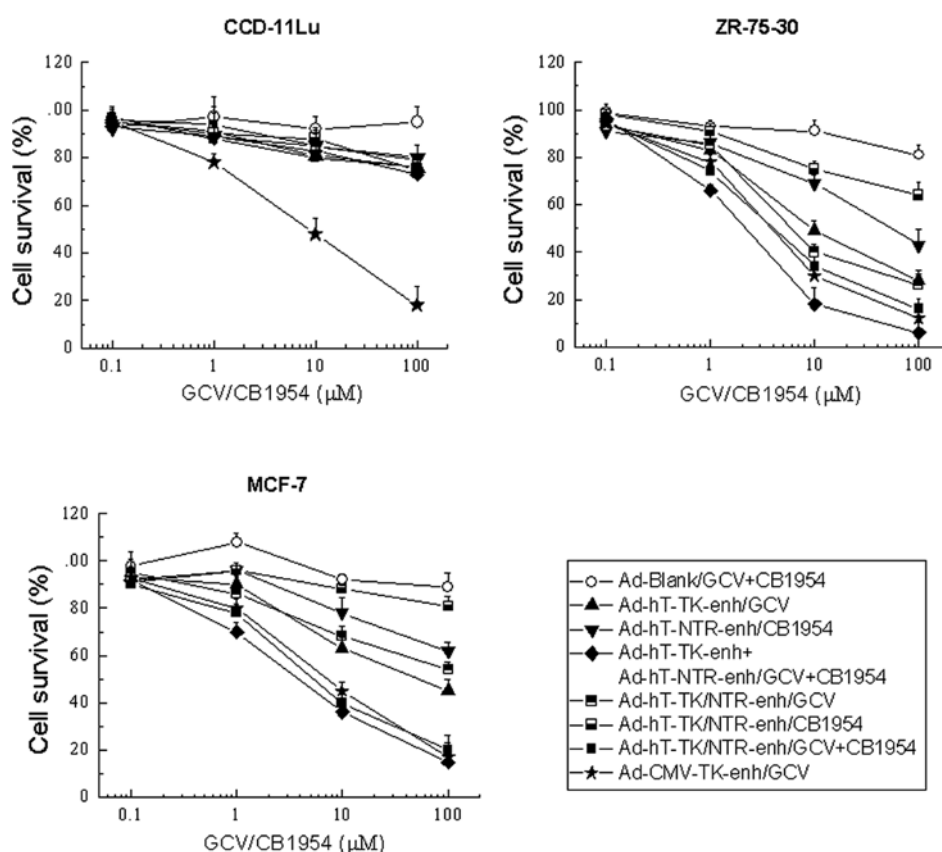 CCD-11Lu
120
.00
80
60
40
20
0
Cell survival (%)
0.1 1 10 100
GCV/CB1954 (μM)
ZR-75-30
120
100
80
60
40
20
0
Cell survival (%)
0.1 1 10 100
GCV/CB1954 (μM)
MCF-7
120
.00
80
60
40
20
0
Cell survival (%)
0.1 1 10 100
GCV/CB1954 (μM)
Ad-Blank/GCV+CB1954
Ad-hT-TK-enh/GCV
Ad-hT-NTR-enh/CB1954
Ad-hT-TK-enh+
Ad-hT-NTR-enh/GCV+CB1954
Ad-hT-TK/NTR-enh/GCV
Ad-hT-TK/NTR-enh/CB1954
Ad-hT-TK/NTR-enh/GCV+CB1954
Ad-CMV-TK-enh/GCV